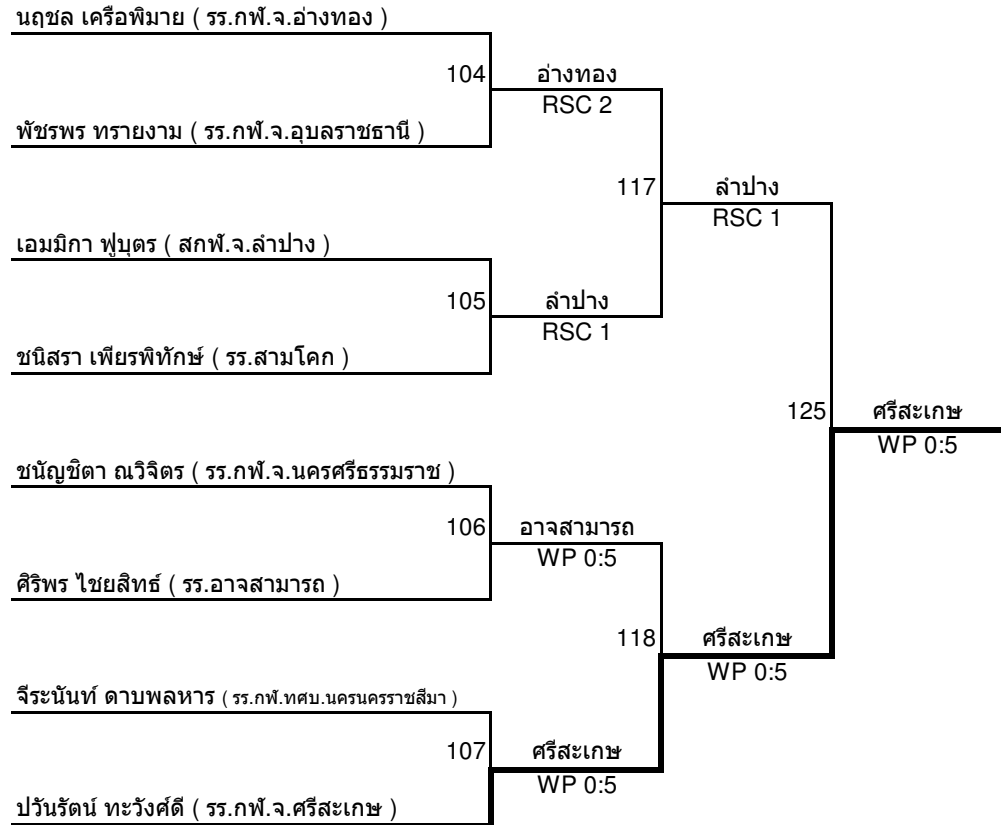 นฤชล เครือพิมาย ( รร.กฬ.จ.อ่างทอง )
104 อ่างทอง
RSC 2
พัชรพร ทรายงาม ( รร.กฬ.จ.อุบลราชธานี )
117 ลำปาง
RSC 1
เอมมิกา ฟูบุตร ( สกฬ.จ.ลำปาง )
105 ลำปาง
RSC 1
ชนิสรา เพียรพิทักษ์ ( รร.สามโคก )
125 ศรีสะเกษ
WP 0:5
ชนัญชิตา ณวิจิตร ( รร.กฬ.จ.นครศรีธรรมราช )
106 อาจสามารถ
WP 0:5
ศิริพร ไชยสิทธ์ ( รร.อาจสามารถ )
118 ศรีสะเกษ
WP 0:5
จีระนันท์ ดาบพลหาร ( รร.กฬ.ทศบ.นครนครราชสีมา )
107 ศรีสะเกษ
WP 0:5
ปวันรัตน์ ทะวังศ์ดี ( รร.กฬ.จ.ศรีสะเกษ )